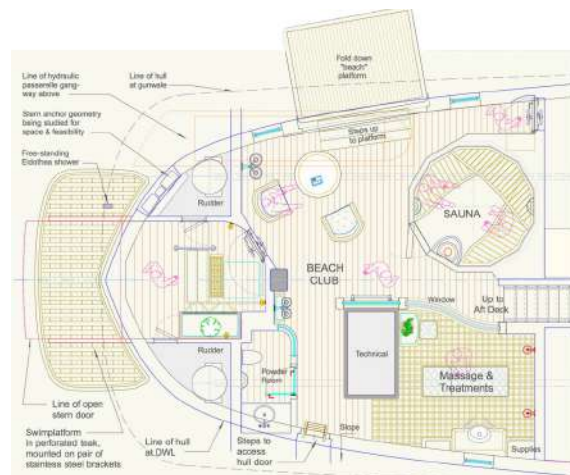 Fold down
"beach"
platform
Line of hydraulic
passerelle gang-
way above
Line of hull
at gunwale
Stern anchor geometry
being studied for
space & feasibility
Steps up
to platform
Free-standing
Eidothea shower
Rudder
SAUNA
BEACH
CLUB
Window
Up to
Aft Deck
Technical
Rudder
Powder
Room
Massage &
Treatments
Line of open
stern door
Swimplatform
in perforated teak,
mounted on pair of
stainless steel brackets
Line of hull
at DWL
Steps to
access
hull door
Slope
Supplies